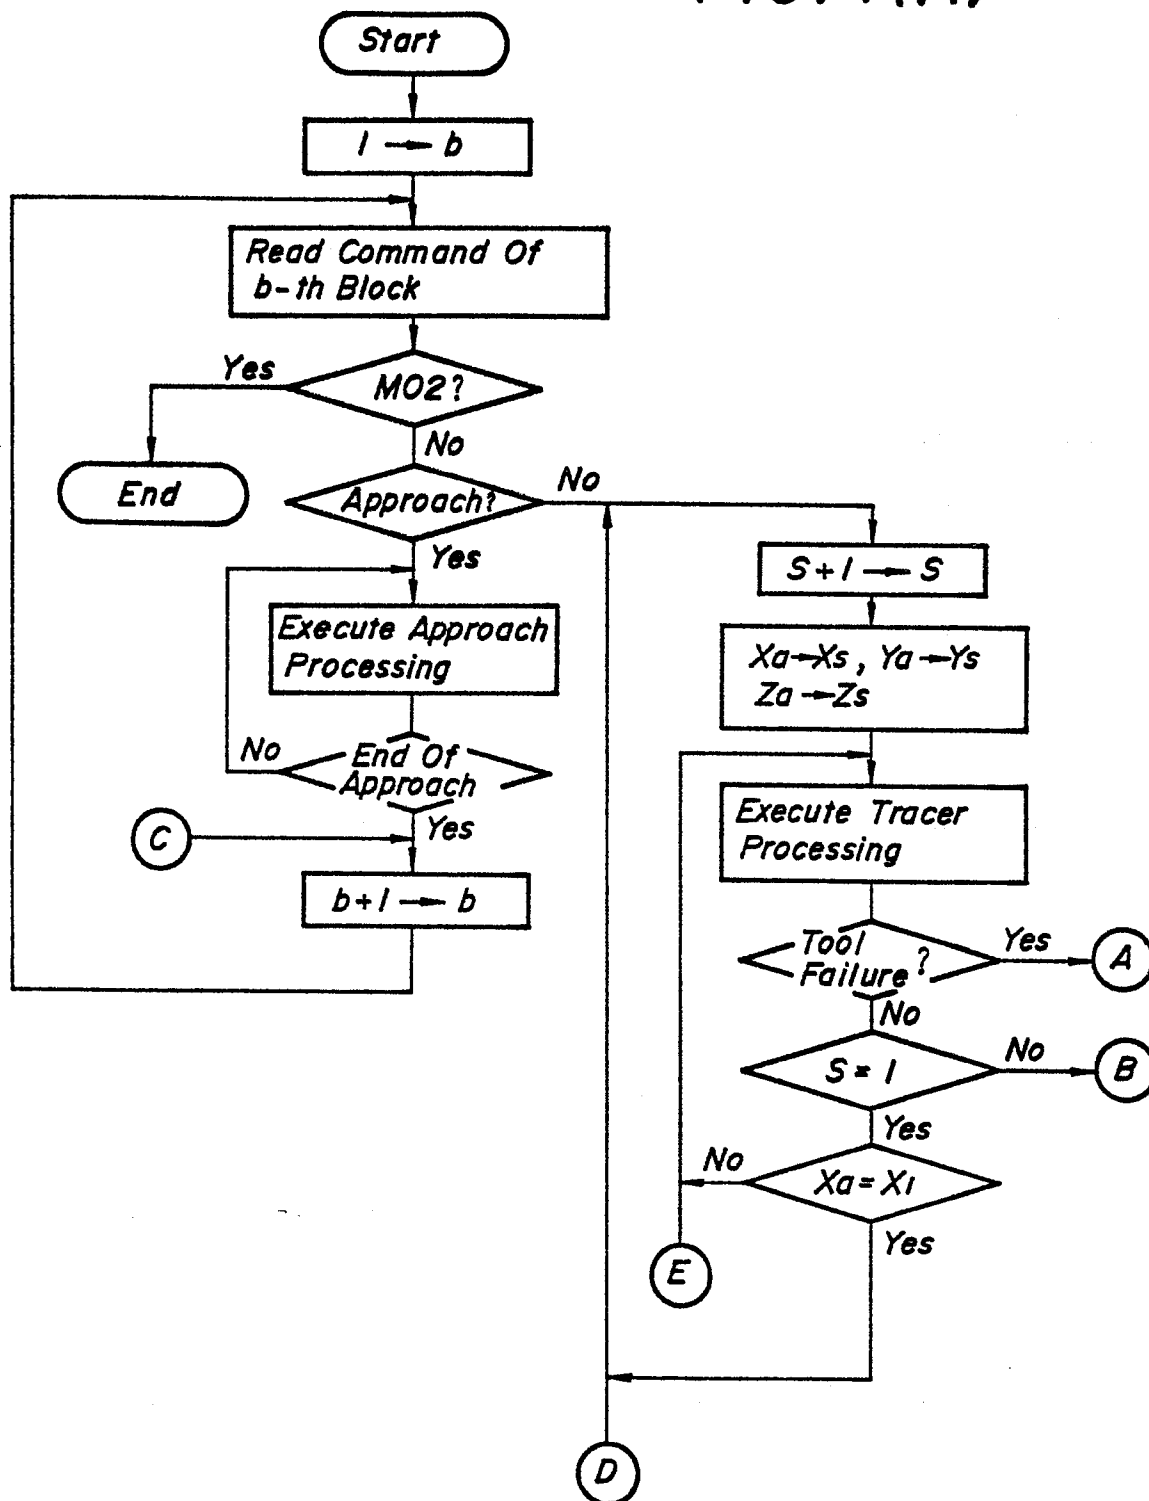 Start
1 → b
Read Command Of
b-th Block
Yes
M02?
No
End
Approach?
No
Yes
S+1 → S
Execute Approach
Processing
Xa→Xs, Ya→Ys
Za→Zs
No
End Of
Approach
Yes
C
b+1 → b
Execute Tracer
Processing
Tool
Failure?
Yes
A
No
S = 1
No
B
Yes
No
Xa = X1
Yes
E
D